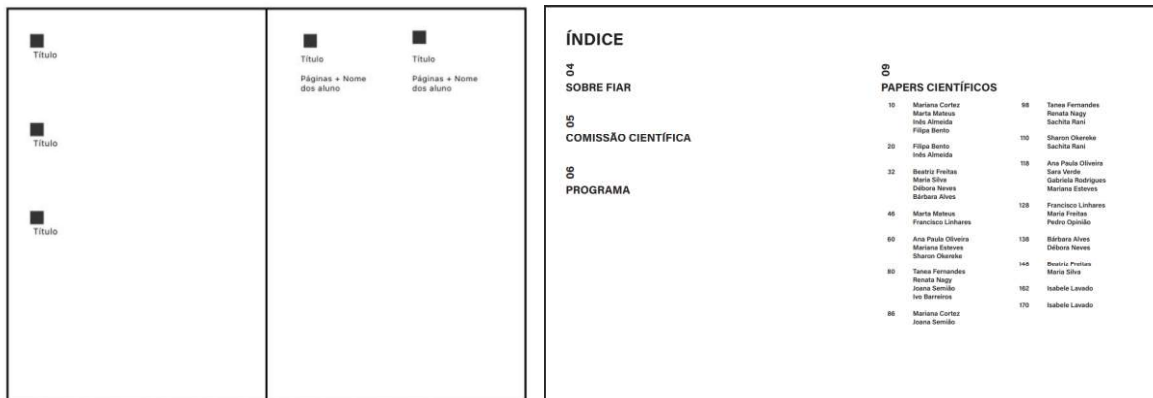 Título
Título
Título
Título
Páginas + Nome
dos aluno
Título
Páginas + Nome
dos aluno
ÍNDICE
04
SOBRE FIAR
05
COMISSÃO CIENTÍFICA
06
PROGRAMA
09
PAPERS CIENTÍFICOS
10 Mariana Cortez
Marta Mateus
Inês Almeida
Filipa Bento
20 Filipa Bento
Inês Almeida
32 Beatriz Freitas
Maria Silva
Débora Neves
Bárbara Alves
46 Marta Mateus
Francisco Linhares
60 Ana Paula Oliveira
Mariana Esteves
Sharon Okereke
80 Tanea Fernandes
Renata Nagy
Joana Semião
Ivo Barreiros
86 Mariana Cortez
Joana Semião
98 Tanea Fernandes
Renata Nagy
Sachita Rani
110 Sharon Okereke
Sachita Rani
118 Ana Paula Oliveira
Sara Verde
Gabriela Rodrigues
Mariana Esteves
128 Francisco Linhares
Maria Freitas
Pedro Opinião
138 Bárbara Alves
Débora Neves
148 Beatriz Freitas
Maria Silva
162 Isabele Lavado
170 Isabele Lavado